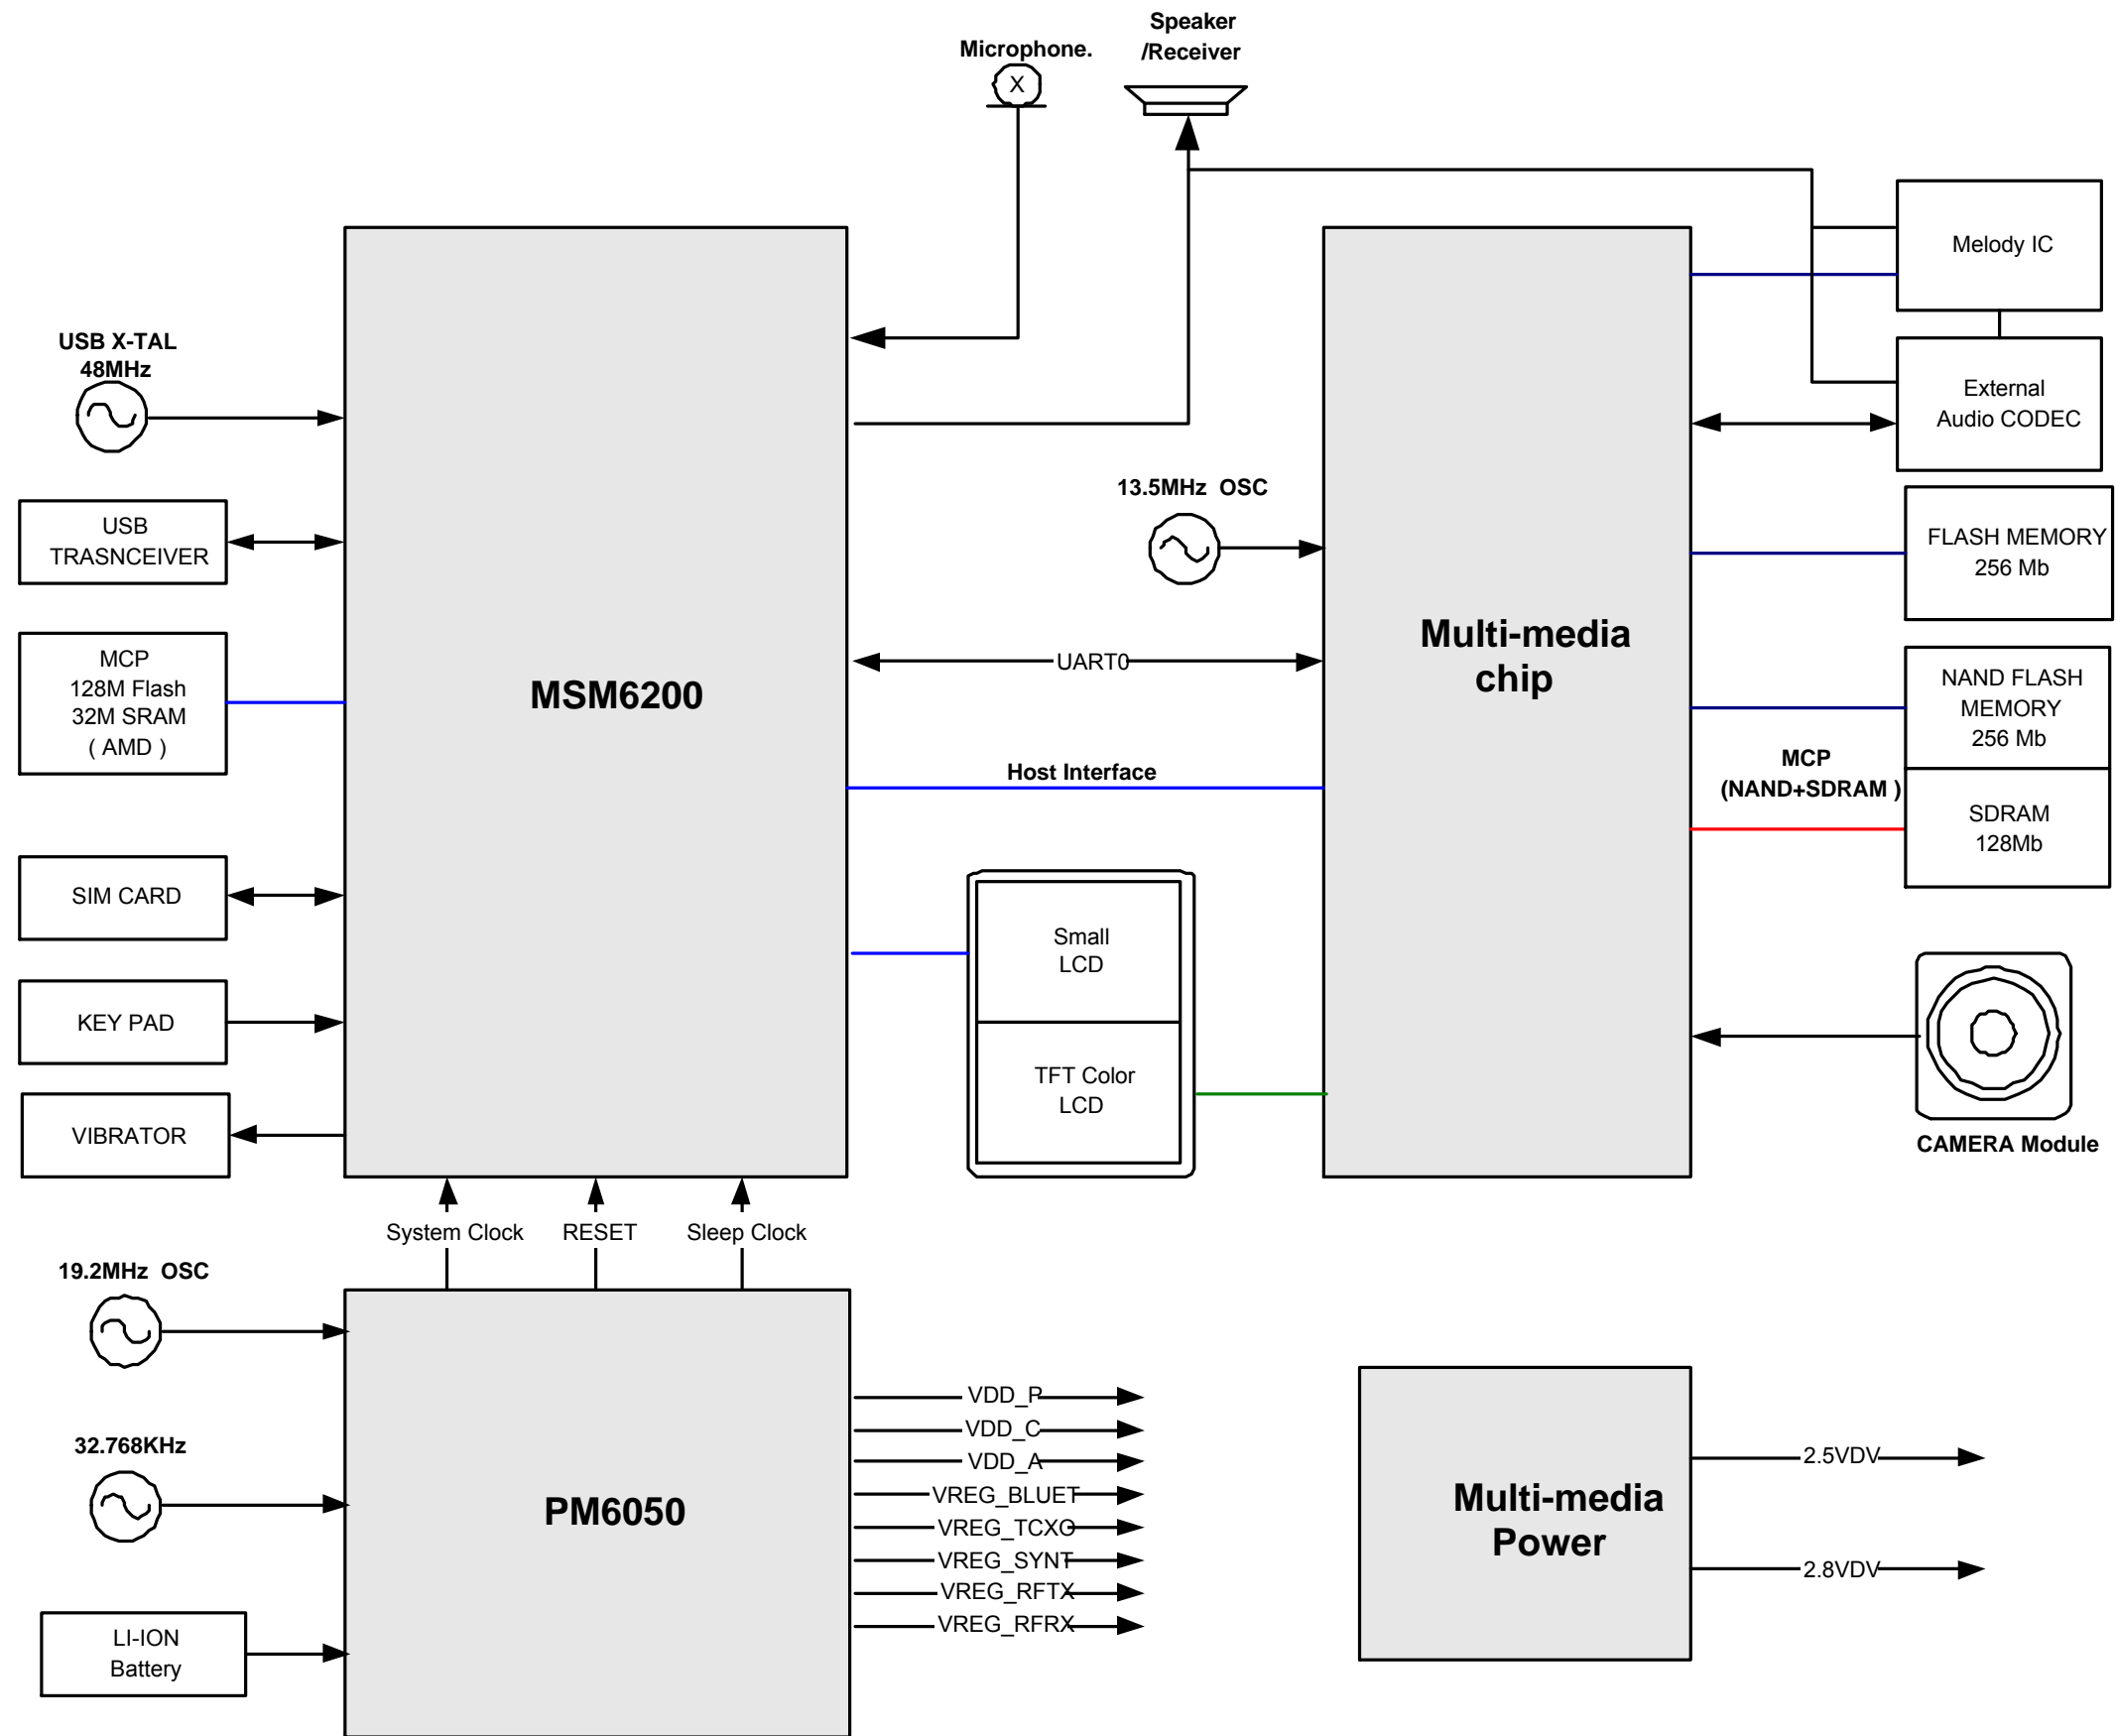 Speaker
/Receiver
Microphone.
X
Melody IC
USB X-TAL
48MHz
External
Audio CODEC
13.5MHz  OSC
USB
TRASNCEIVER
FLASH MEMORY
256 Mb
MCP
128M Flash
32M SRAM
( AMD )
MSM6200
UART0
Multi-media
chip
NAND FLASH
MEMORY
256 Mb
MCP
(NAND+SDRAM )
Host Interface
SDRAM
128Mb
SIM CARD
Small
LCD
KEY PAD
TFT Color
LCD
VIBRATOR
CAMERA Module
System Clock
RESET
Sleep Clock
19.2MHz  OSC
32.768KHz
PM6050
VDD_P
VDD_C
VDD_A
VREG_BLUET
VREG_TCXO
VREG_SYNT
VREG_RFTX
VREG_RFRX
Multi-media
Power
2.5VDV
2.8VDV
LI-ION
Battery